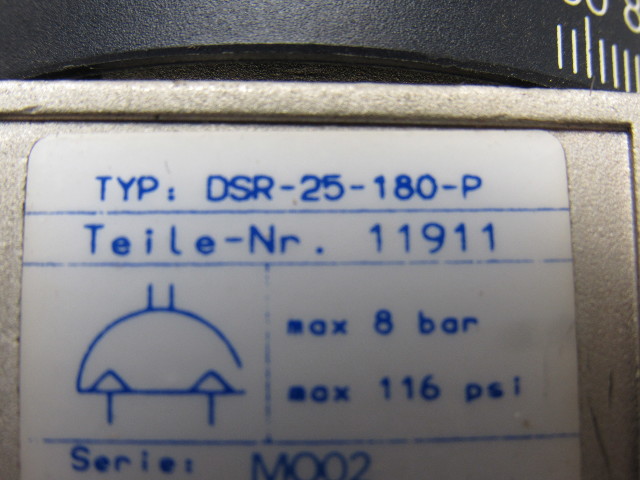 TYP: DSR-25-180-P
Teile-Nr. 11911
max 8 bar
max 116 psi
Serie: M002